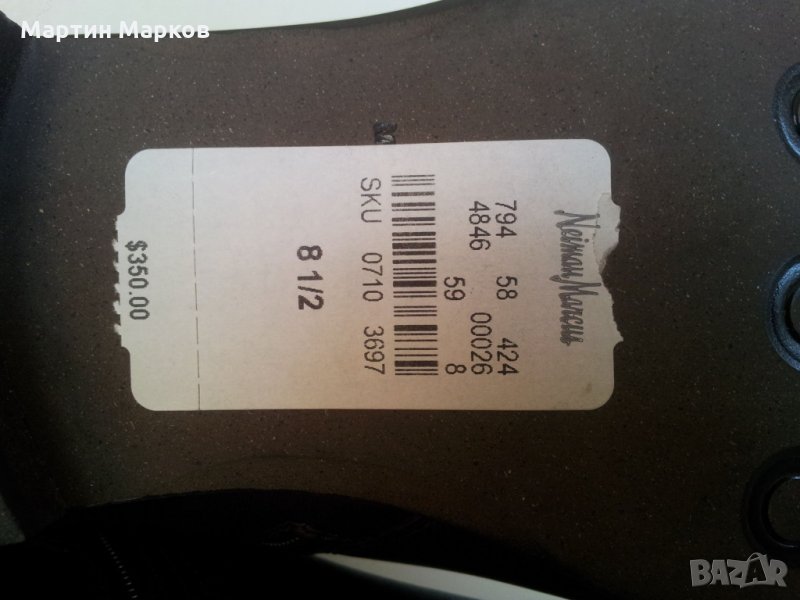 Мартин Марков
Neiman Marcus
794 58 424
4846 00026
59 8
SKU 0710 3697
8 1/2
$350.00
BAZAR